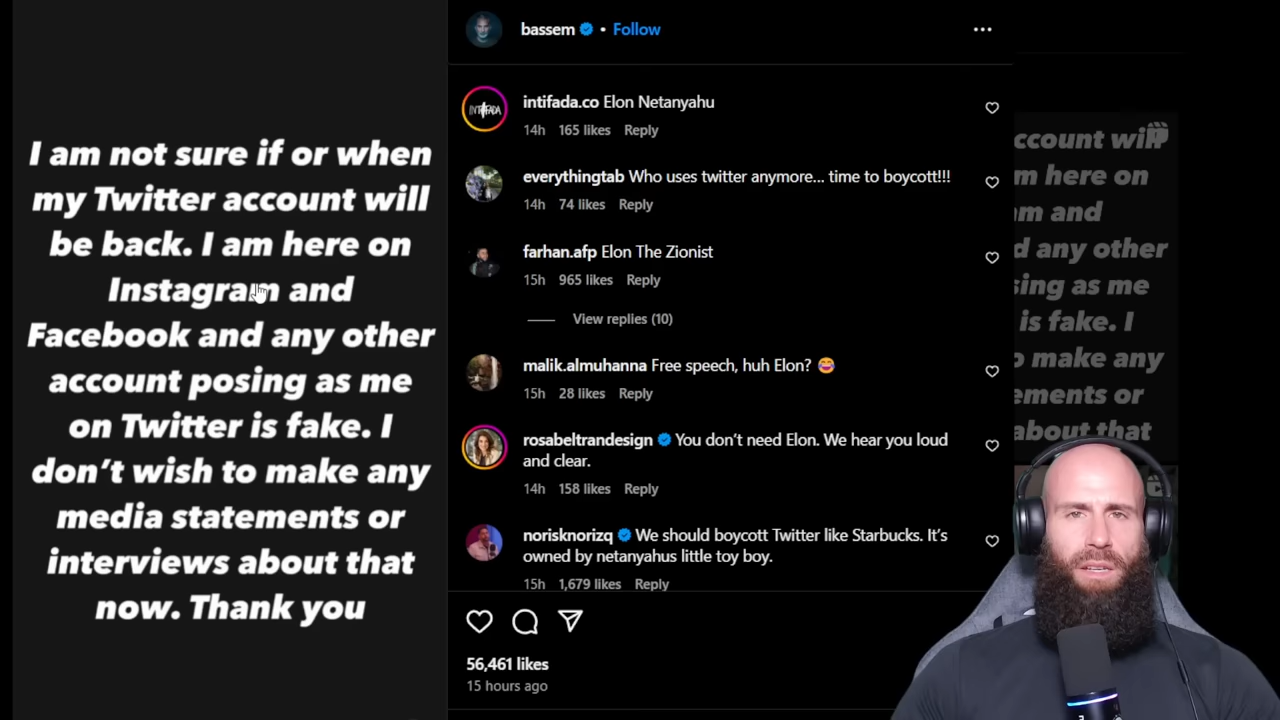 I am not sure if or when
my Twitter account will
be back. I am here on
Instagram and
Facebook and any other
account posing as me
on Twitter is fake. I
don't wish to make any
media statements or
interviews about that
now. Thank you
bassem • Follow
INTIFADA
intifada.co Elon Netanyahu
14h 165 likes Reply
everythingtab Who uses twitter anymore... time to boycott!!!
14h 74 likes Reply
farhan.afp Elon The Zionist
15h 965 likes Reply
View replies (10)
malik.almuhanna Free speech, huh Elon? 😂
15h 28 likes Reply
rosabeltrandesign You don't need Elon. We hear you loud
and clear.
14h 158 likes Reply
norisknorizq We should boycott Twitter like Starbucks. It's
owned by netanyahus little toy boy.
15h 1,679 likes Reply
56,461 likes
15 hours ago
ccount will
m here on
am and
d any other
sing as me
is fake. I
o make any
ements or
about that